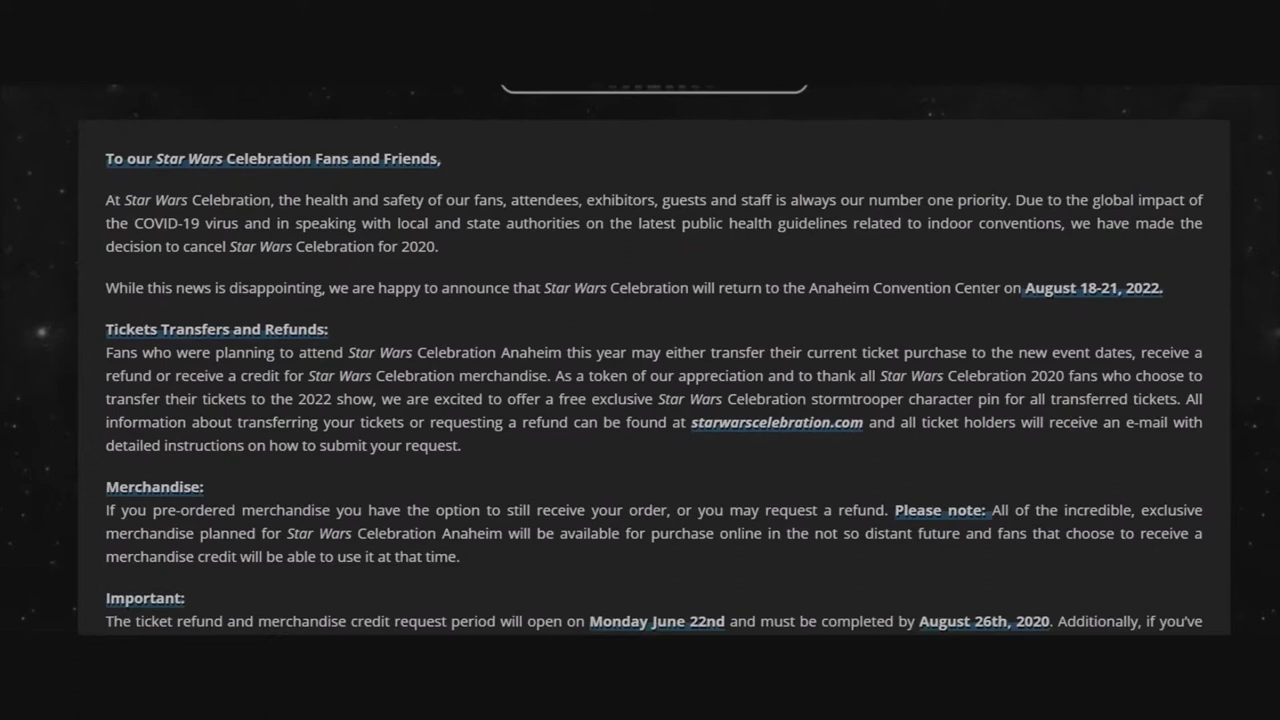 To our Star Wars Celebration Fans and Friends,
At Star Wars Celebration, the health and safety of our fans, attendees, exhibitors, guests and staff is always our number one priority. Due to the global impact of
the COVID-19 virus and in speaking with local and state authorities on the latest public health guidelines related to indoor conventions, we have made the
decision to cancel Star Wars Celebration for 2020.
While this news is disappointing, we are happy to announce that Star Wars Celebration will return to the Anaheim Convention Center on August 18-21, 2022.
Tickets Transfers and Refunds:
Fans who were planning to attend Star Wars Celebration Anaheim this year may either transfer their current ticket purchase to the new event dates, receive a
refund or receive a credit for Star Wars Celebration merchandise. As a token of our appreciation and to thank all Star Wars Celebration 2020 fans who choose to
transfer their tickets to the 2022 show, we are excited to offer a free exclusive Star Wars Celebration stormtrooper character pin for all transferred tickets. All
information about transferring your tickets or requesting a refund can be found at starwarscelebration.com and all ticket holders will receive an e-mail with
detailed instructions on how to submit your request.
Merchandise:
If you pre-ordered merchandise you have the option to still receive your order, or you may request a refund. Please note: All of the incredible, exclusive
merchandise planned for Star Wars Celebration Anaheim will be available for purchase online in the not so distant future and fans that choose to receive a
merchandise credit will be able to use it at that time.
Important:
The ticket refund and merchandise credit request period will open on Monday June 22nd and must be completed by August 26th, 2020. Additionally, if you've